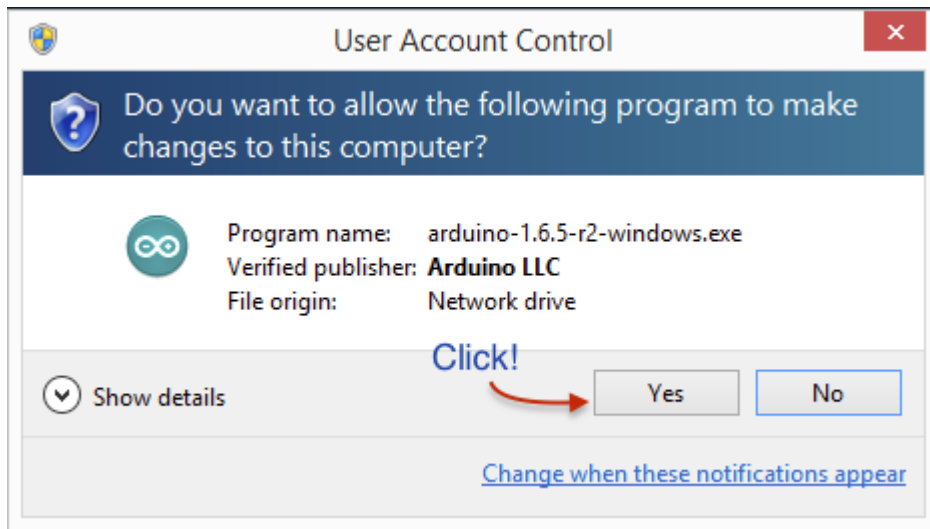 User Account Control
Do you want to allow the following program to make
changes to this computer?
Program name: arduino-1.6.5-r2-windows.exe
Verified publisher: Arduino LLC
File origin: Network drive
Click!
Show details
Yes
No
Change when these notifications appear